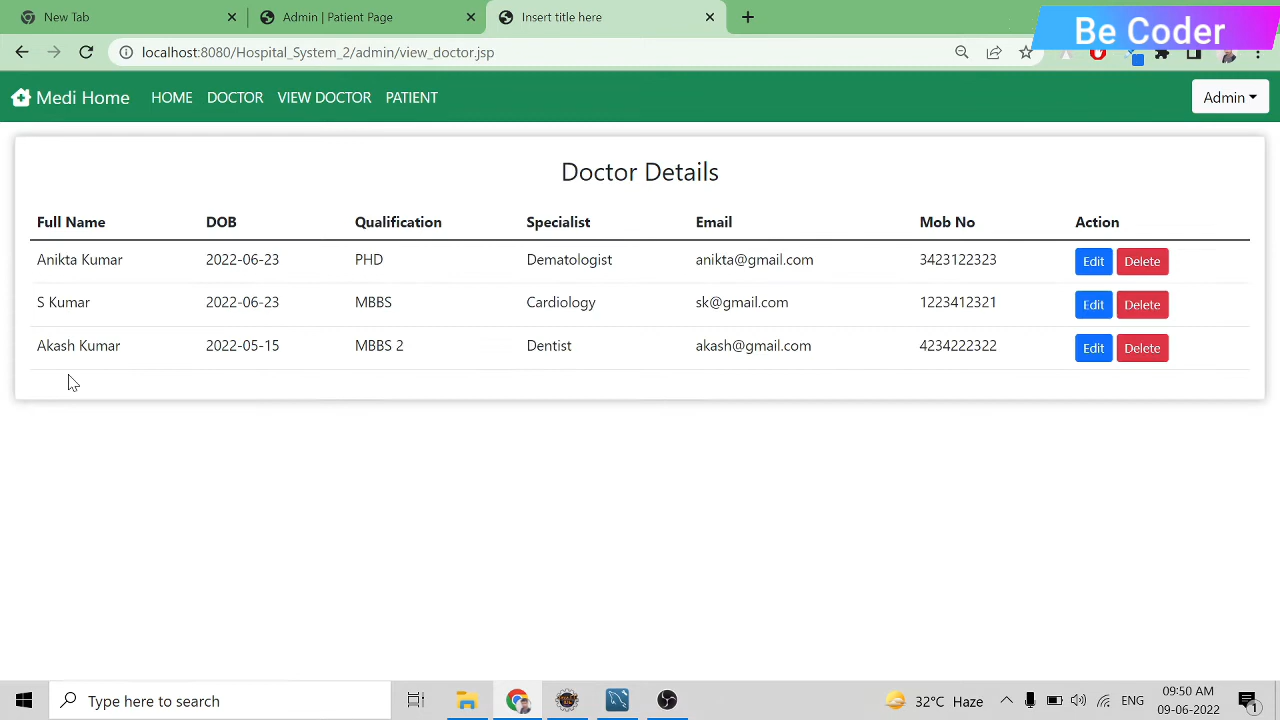 New Tab
Admin | Patient Page
Insert title here
Be Coder
localhost:8080/Hospital_System_2/admin/view_doctor.jsp
Medi Home
HOME
DOCTOR
VIEW DOCTOR
PATIENT
Admin
Doctor Details
Full Name DOB Qualification Specialist Email Mob No Action
Anikta Kumar 2022-06-23 PHD Dematologist anikta@gmail.com 3423122323 Edit Delete
S Kumar 2022-06-23 MBBS Cardiology sk@gmail.com 1223412321 Edit Delete
Akash Kumar 2022-05-15 MBBS 2 Dentist akash@gmail.com 4234222322 Edit Delete
Type here to search
32°C Haze
ENG
09:50 AM
09-06-2022
1